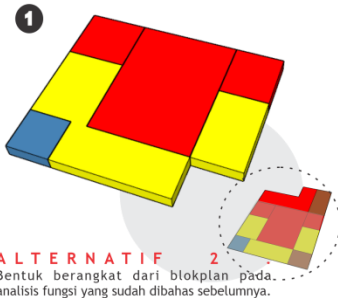 1
ALTERNATIF 2
Bentuk berangkat dari blokplan pada
analisis fungsi yang sudah dibahas sebelumnya.